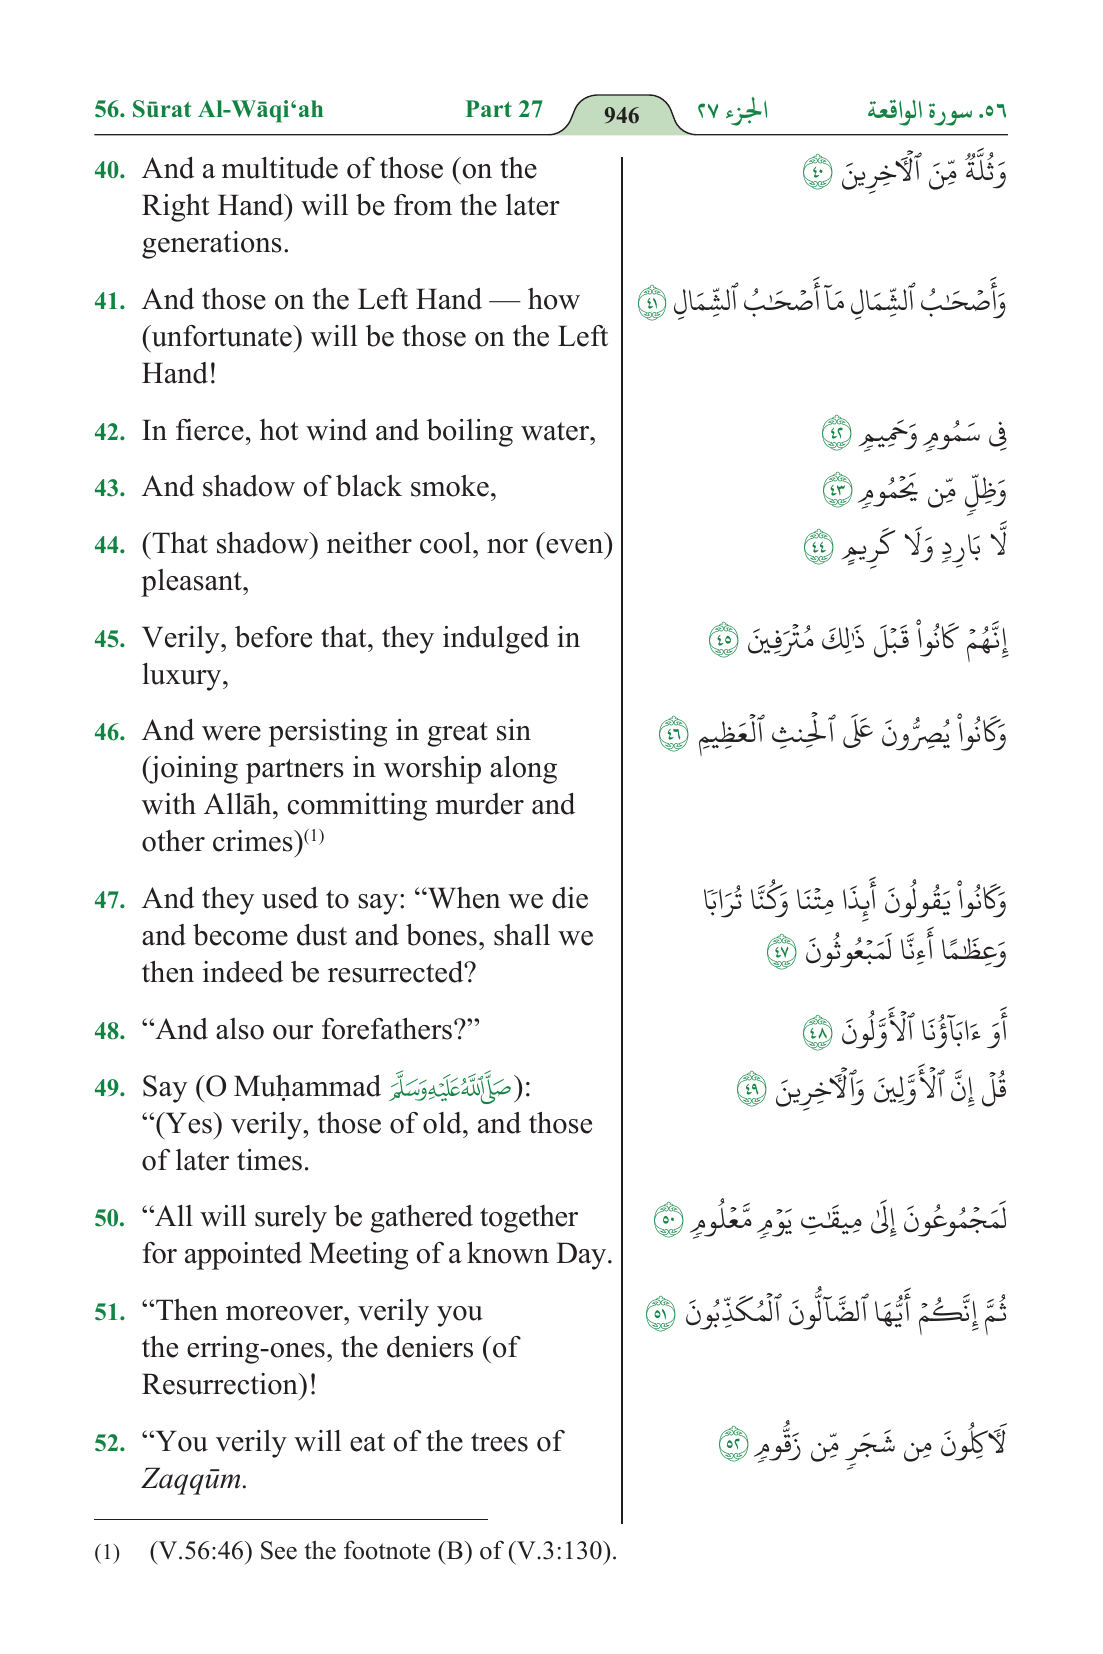 56. Sūrat Al-Wāqi‘ah Part 27 946 الجزء ٢٧ ٥٦. سورة الواقعة
40. And a multitude of those (on the
Right Hand) will be from the later
generations.
وَثُلَّةٌ مِّنَ ٱلْأَخِرِينَ ٤٠
41. And those on the Left Hand — how
(unfortunate) will be those on the Left
Hand!
وَأَصْحَٰبُ ٱلشِّمَالِ مَآ أَصْحَٰبُ ٱلشِّمَالِ ٤١
42. In fierce, hot wind and boiling water,
فِى سَمُومٍ وَحَمِيمٍ ٤٢
43. And shadow of black smoke,
وَظِلٍّ مِّن يَحْمُومٍ ٤٣
44. (That shadow) neither cool, nor (even)
pleasant,
لَّا بَارِدٍ وَلَا كَرِيمٍ ٤٤
45. Verily, before that, they indulged in
luxury,
إِنَّهُمْ كَانُوا۟ قَبْلَ ذَٰلِكَ مُتْرَفِينَ ٤٥
46. And were persisting in great sin
(joining partners in worship along
with Allāh, committing murder and
other crimes)(1)
وَكَانُوا۟ يُصِرُّونَ عَلَى ٱلْحِنثِ ٱلْعَظِيمِ ٤٦
47. And they used to say: “When we die
and become dust and bones, shall we
then indeed be resurrected?
وَكَانُوا۟ يَقُولُونَ أَئِذَا مِتْنَا وَكُنَّا تُرَابًا
وَعِظَٰمًا أَءِنَّا لَمَبْعُوثُونَ ٤٧
48. “And also our forefathers?”
أَوَ ءَابَآؤُنَا ٱلْأَوَّلُونَ ٤٨
49. Say (O Muḥammad صَلَّى ٱللَّهُ عَلَيْهِ وَسَلَّمَ):
“(Yes) verily, those of old, and those
of later times.
قُلْ إِنَّ ٱلْأَوَّلِينَ وَٱلْأَخِرِينَ ٤٩
50. “All will surely be gathered together
for appointed Meeting of a known Day.
لَمَجْمُوعُونَ إِلَىٰ مِيقَٰتِ يَوْمٍ مَّعْلُومٍ ٥٠
51. “Then moreover, verily you
the erring-ones, the deniers (of
Resurrection)!
ثُمَّ إِنَّكُمْ أَيُّهَا ٱلضَّآلُّونَ ٱلْمُكَذِّبُونَ ٥١
52. “You verily will eat of the trees of
Zaqqūm.
لَأَكِلُونَ مِن شَجَرٍ مِّن زَقُّومٍ ٥٢
(1) (V.56:46) See the footnote (B) of (V.3:130).